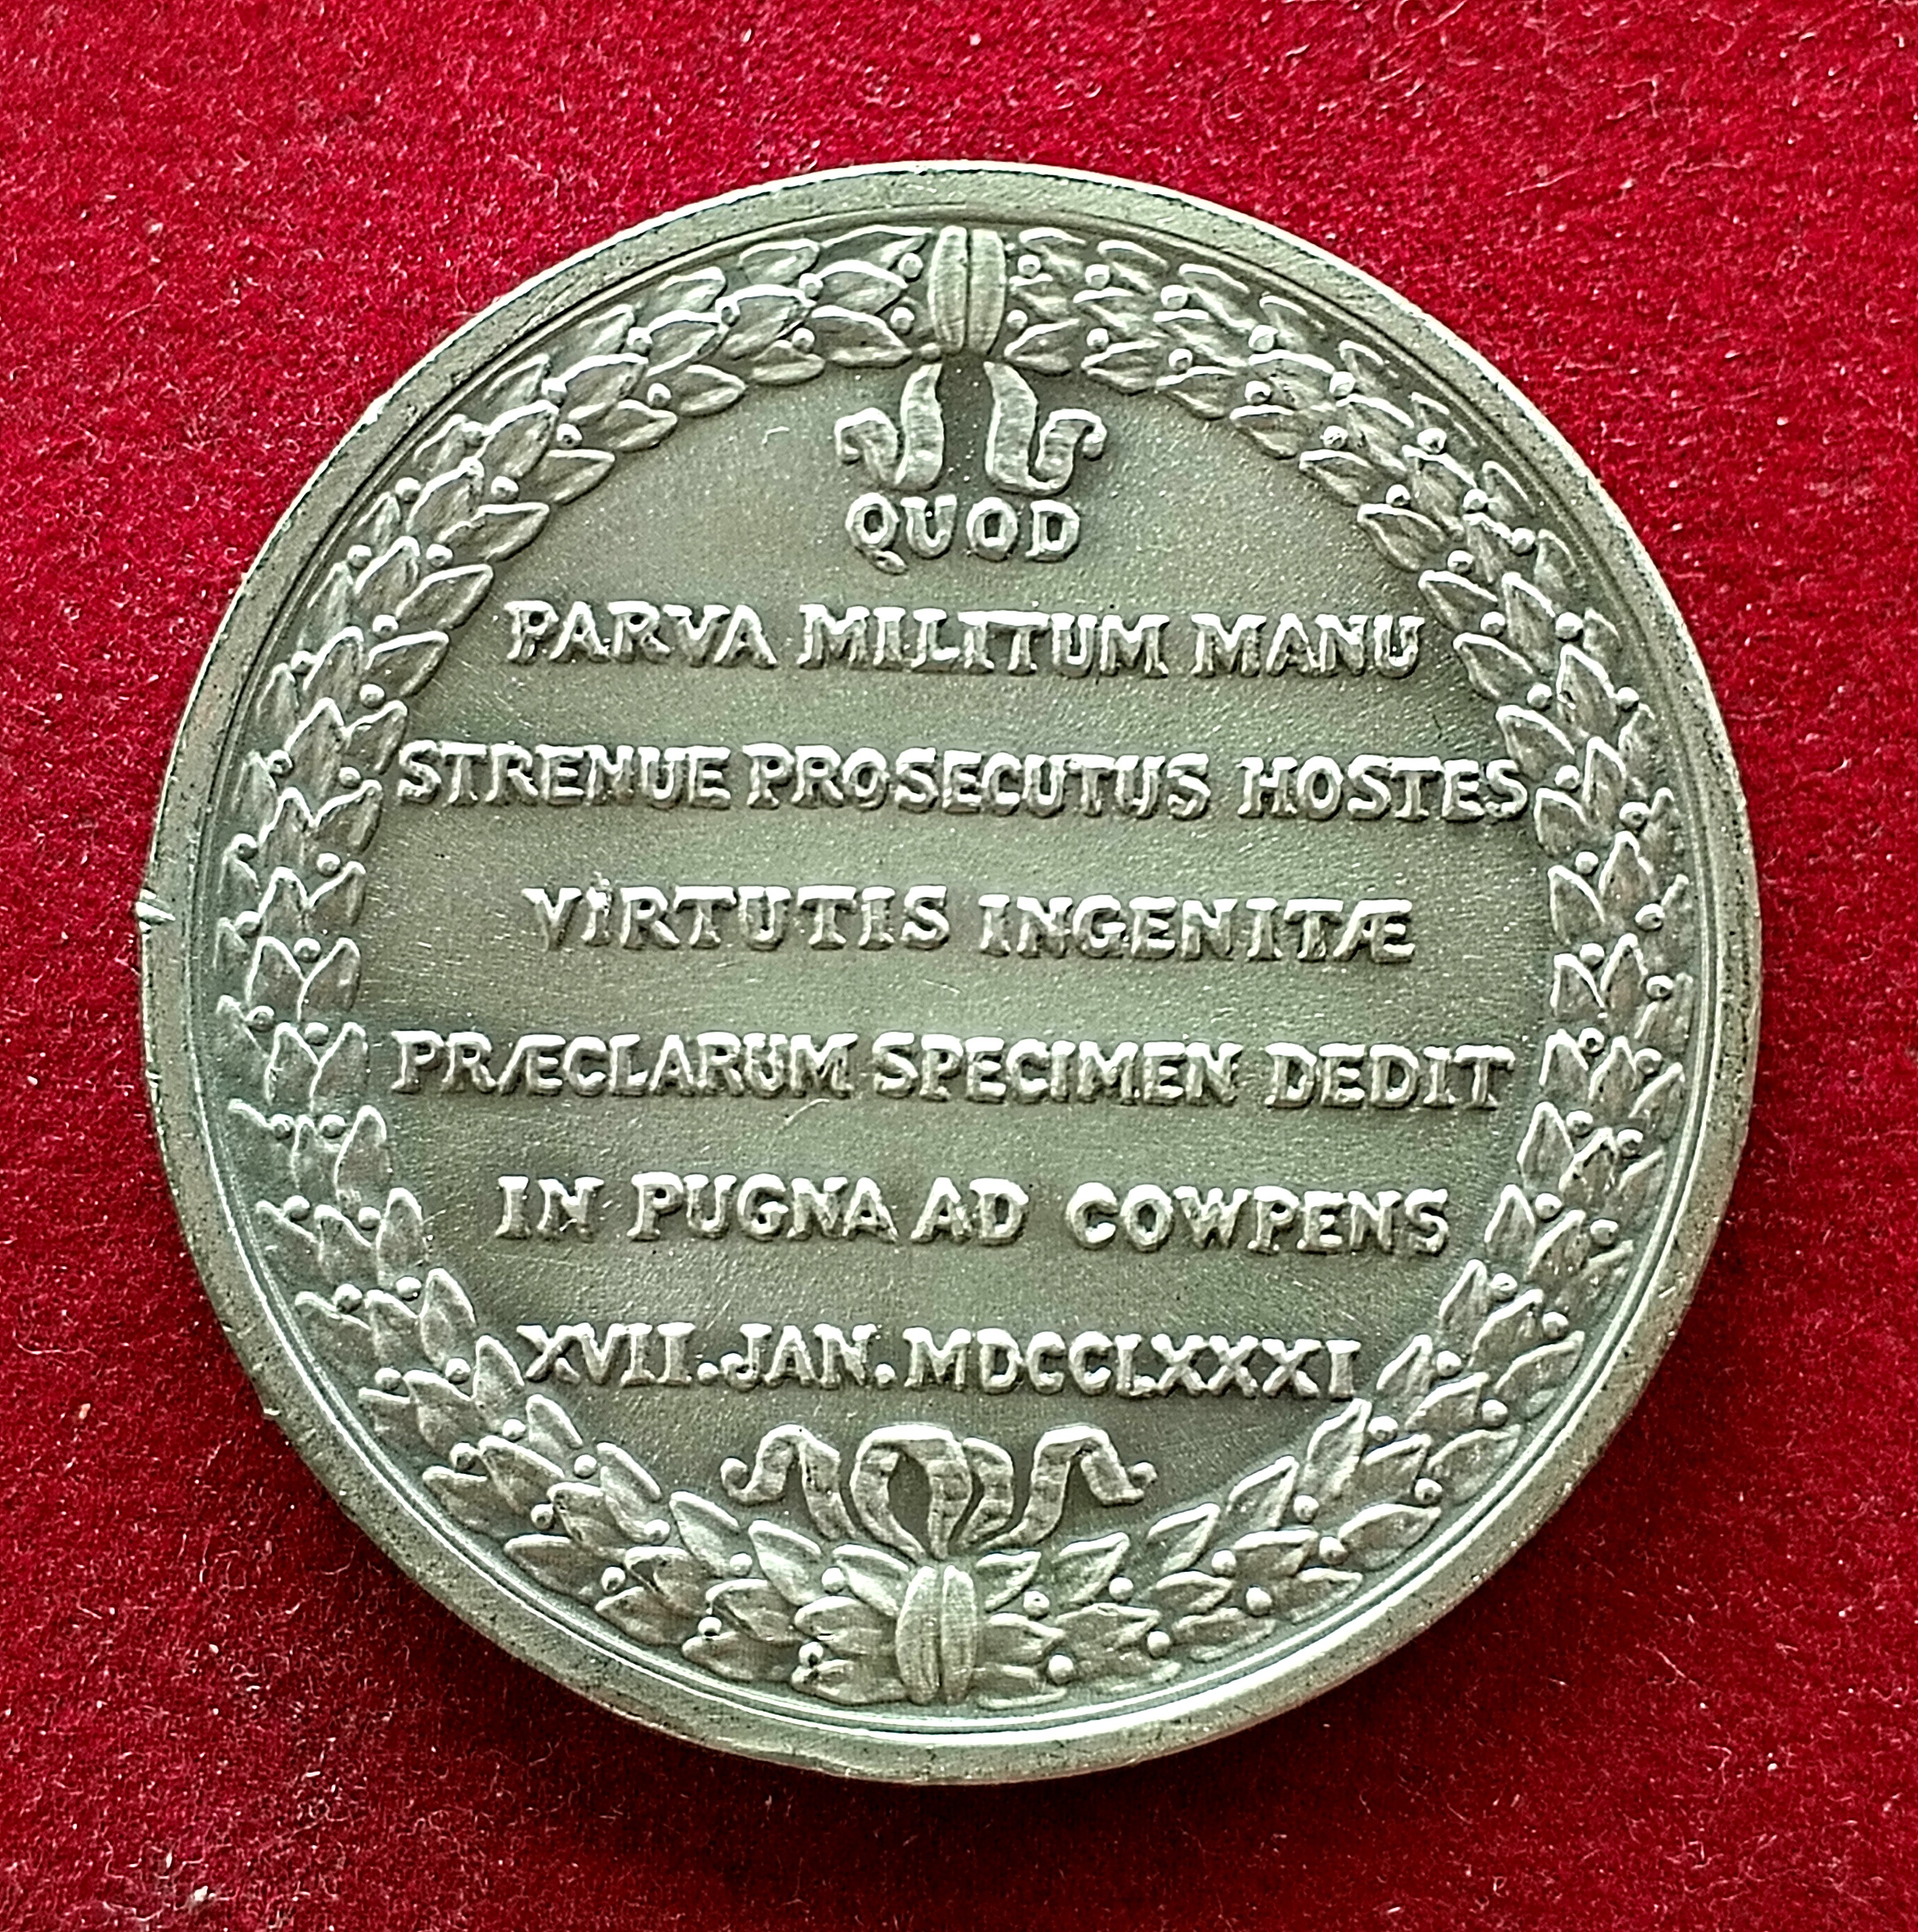 QUOD
PARVA MILITUM MANU
STRENUE PROSECUTUS HOSTES
VIRTUTIS INGENITÆ
PRÆCLARUM SPECIMEN DEDIT
IN PUGNA AD COWPENS
XVII.JAN.MDCCLXXXI